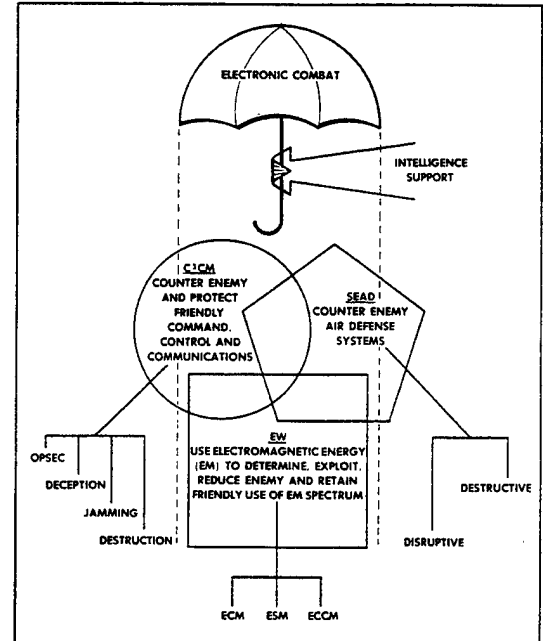 ELECTRONIC COMBAT
INTELLIGENCE
SUPPORT
C³CM
COUNTER ENEMY
AND PROTECT
FRIENDLY
COMMAND,
CONTROL AND
COMMUNICATIONS
SEAD
COUNTER ENEMY
AIR DEFENSE
SYSTEMS
EW
USE ELECTROMAGNETIC ENERGY
(EM) TO DETERMINE, EXPLOIT,
REDUCE ENEMY AND RETAIN
FRIENDLY USE OF EM SPECTRUM
OPSEC
DECEPTION
JAMMING
DESTRUCTION
DESTRUCTIVE
DISRUPTIVE
ECM ESM ECCM